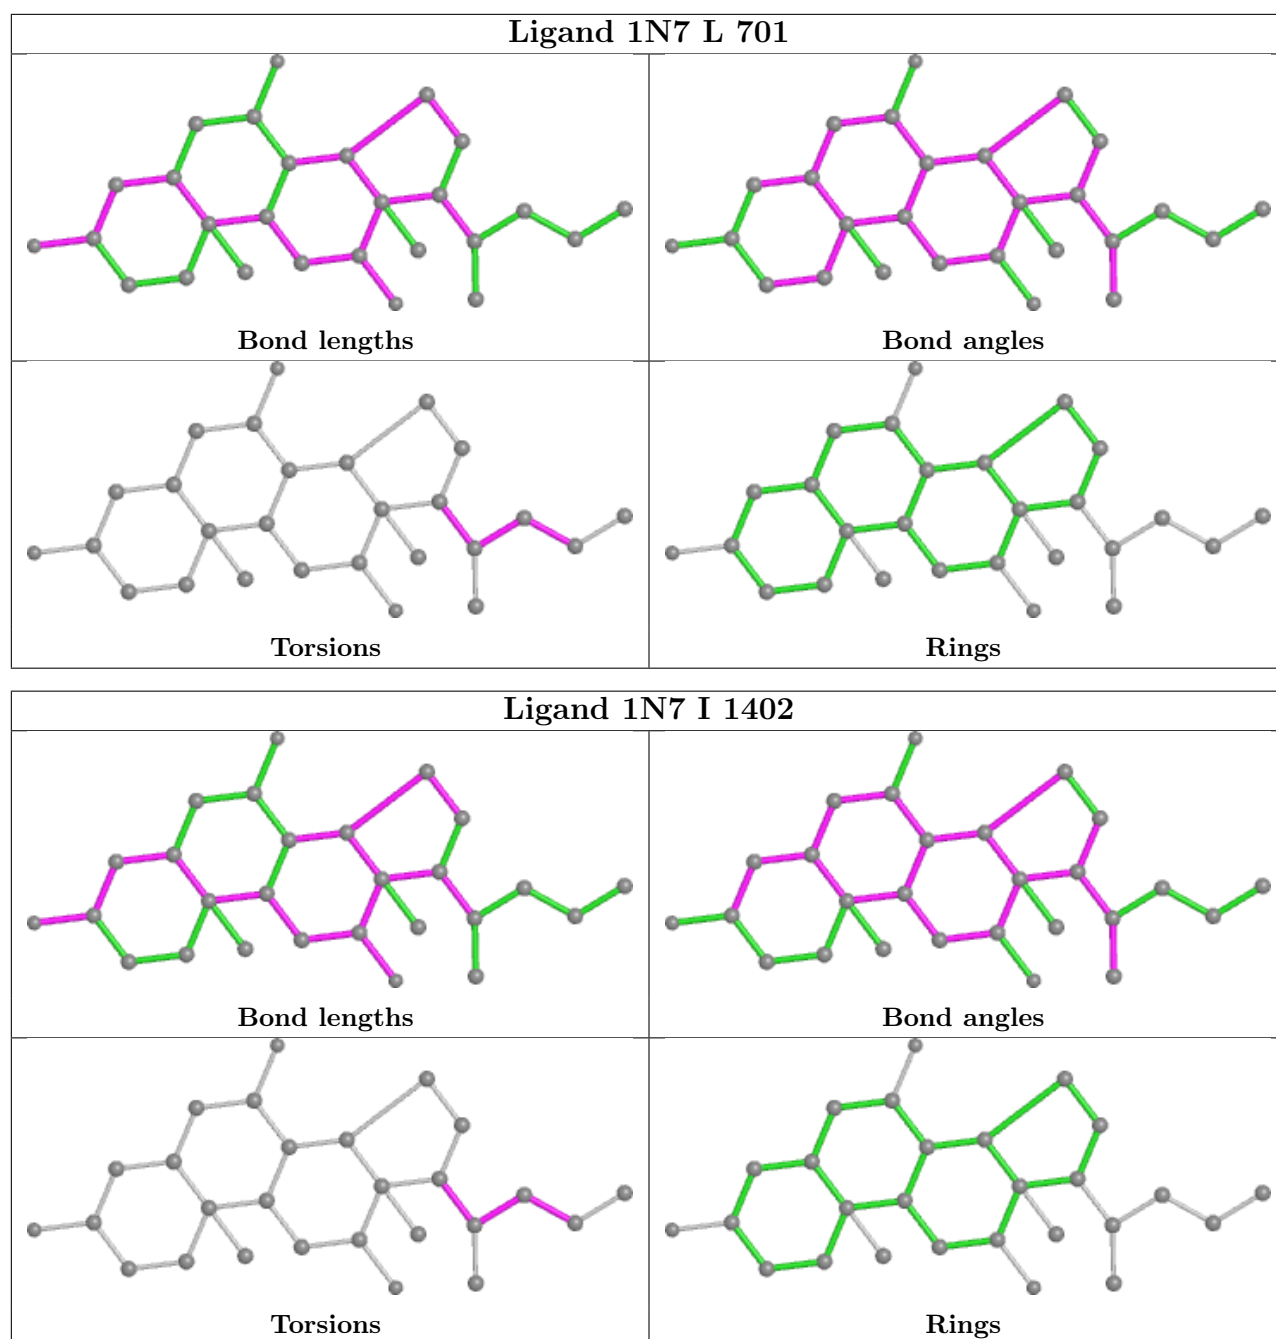 Ligand 1N7 L 701
Bond lengths
Bond angles
Torsions
Rings
Ligand 1N7 I 1402
Bond lengths
Bond angles
Torsions
Rings